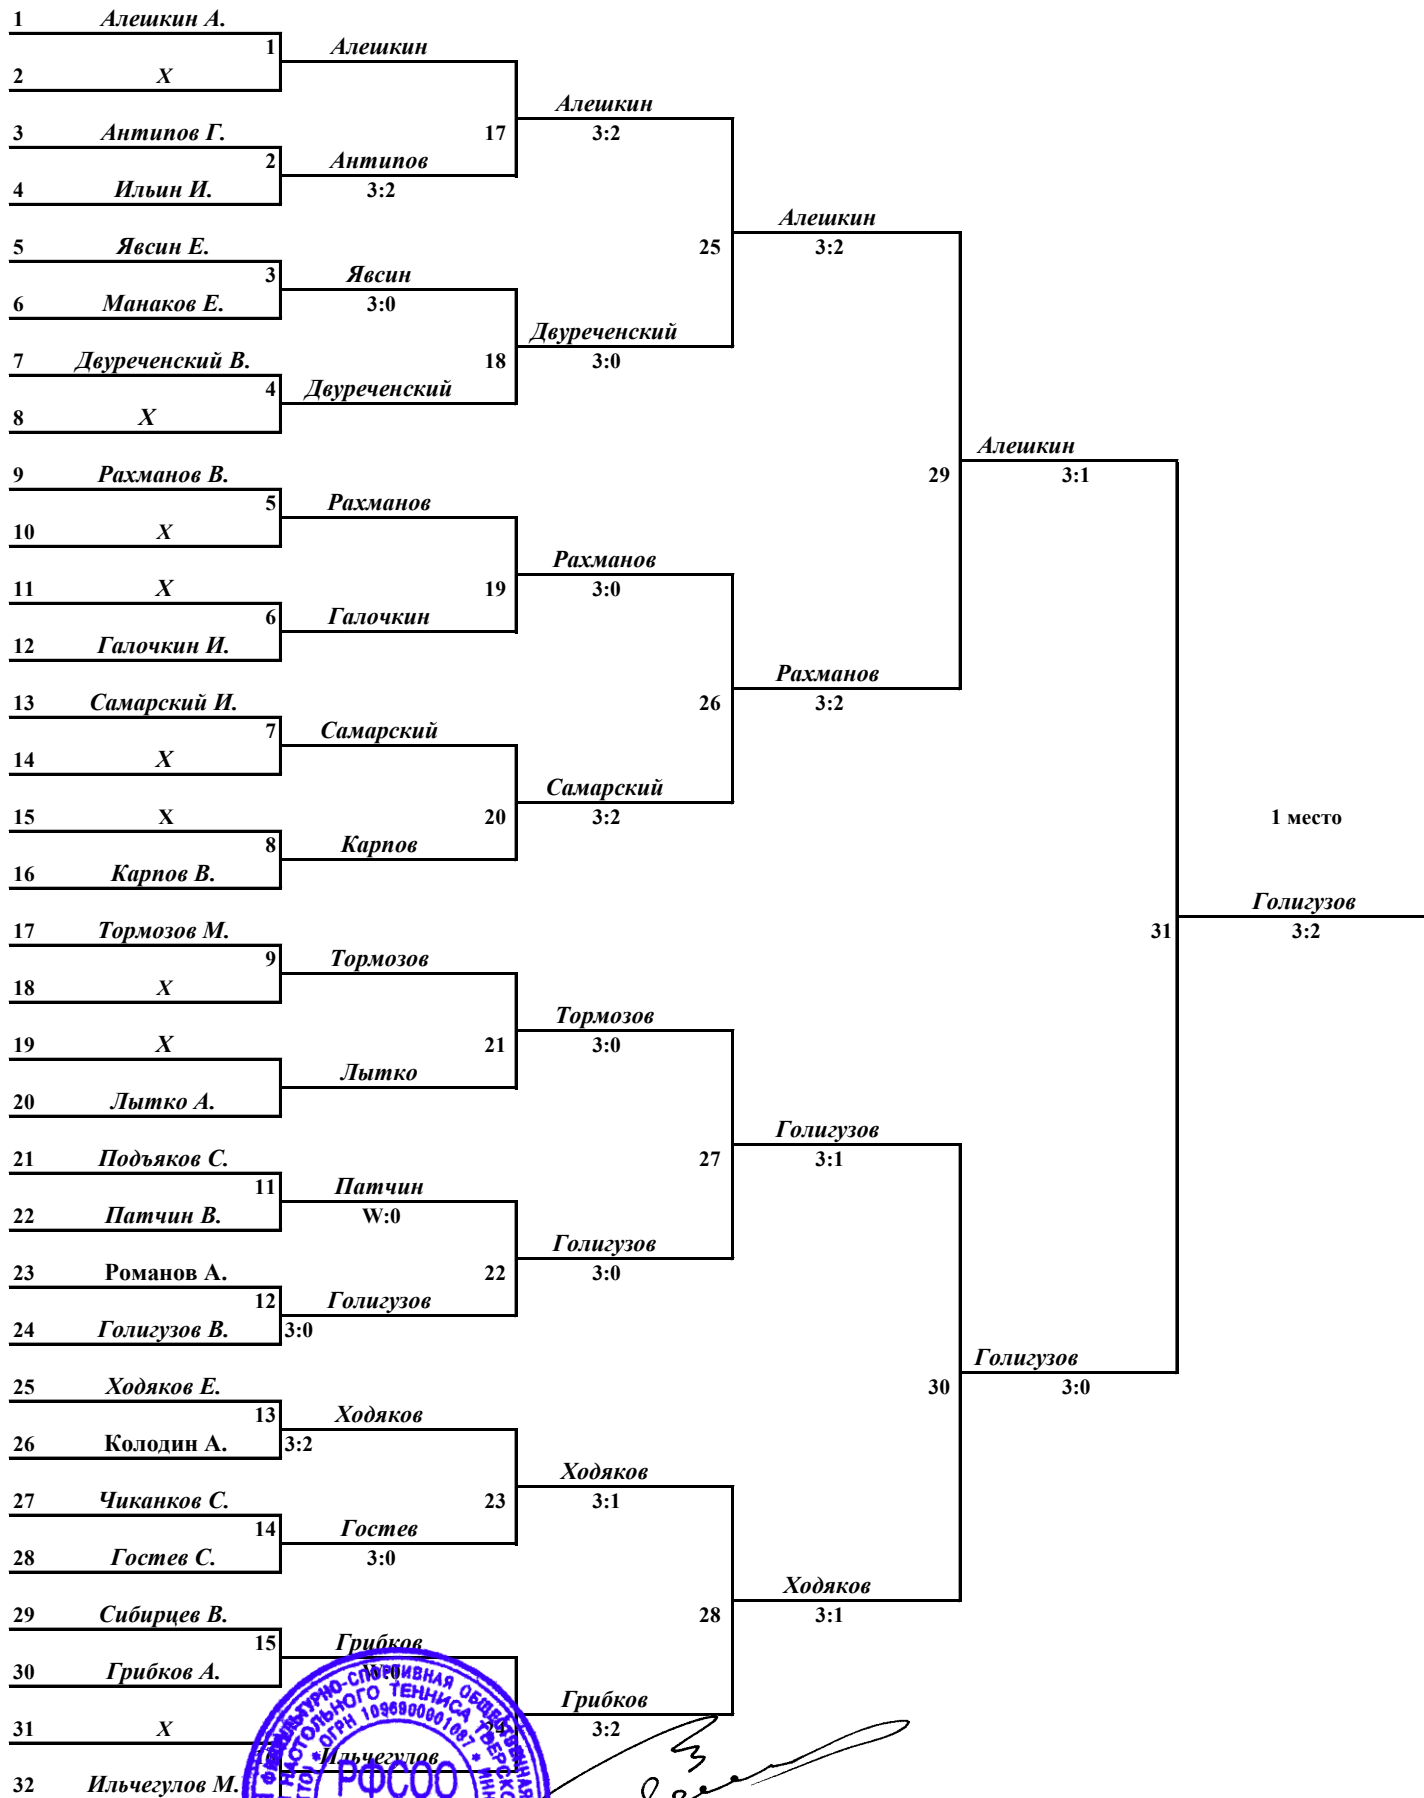 1 Алешкин А.
1 Алешкин
2 Х
Алешкин
3 Антипов Г.
17 3:2
2 Антипов
4 Ильин И.
3:2
Алешкин
5 Явсин Е.
25 3:2
3 Явсин
6 Манаков Е.
3:0
Двуреченский
7 Двуреченский В.
18 3:0
4 Двуреченский
8 Х
Алешкин
9 Рахманов В.
29 3:1
5 Рахманов
10 Х
Рахманов
11 Х
19 3:0
6 Галочкин
12 Галочкин И.
Рахманов
13 Самарский И.
26 3:2
7 Самарский
14 Х
Самарский
15 Х
20 3:2
1 место
8 Карпов
16 Карпов В.
Голигузов
17 Тормозов М.
31 3:2
9 Тормозов
18 Х
Тормозов
19 Х
21 3:0
Лытко
20 Лытко А.
Голигузов
21 Подъяков С.
27 3:1
11 Патчин
22 Патчин В.
W:0
Голигузов
23 Романов А.
22 3:0
12 Голигузов
24 Голигузов В.
3:0
Голигузов
25 Ходяков Е.
30 3:0
13 Ходяков
26 Колодин А.
3:2
Ходяков
27 Чиканков С.
23 3:1
14 Гостев
28 Гостев С.
3:0
Ходяков
29 Сибирцев В.
28 3:1
15 Грибков
30 Грибков А.
W:0
Грибков
31 Х
24 3:2
Ильчегулов
32 Ильчегулов М.
НАСТОЛЬНОГО ТЕННИСА
ОГРН 1096900001067
РФСОО